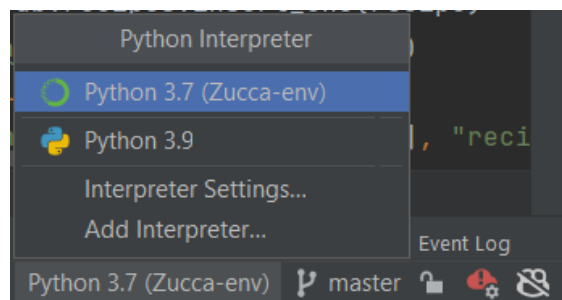 Python Interpreter
Python 3.7 (Zucca-env)
Python 3.9
, "reci
Interpreter Settings...
Add Interpreter...
Event Log
Python 3.7 (Zucca-env) master